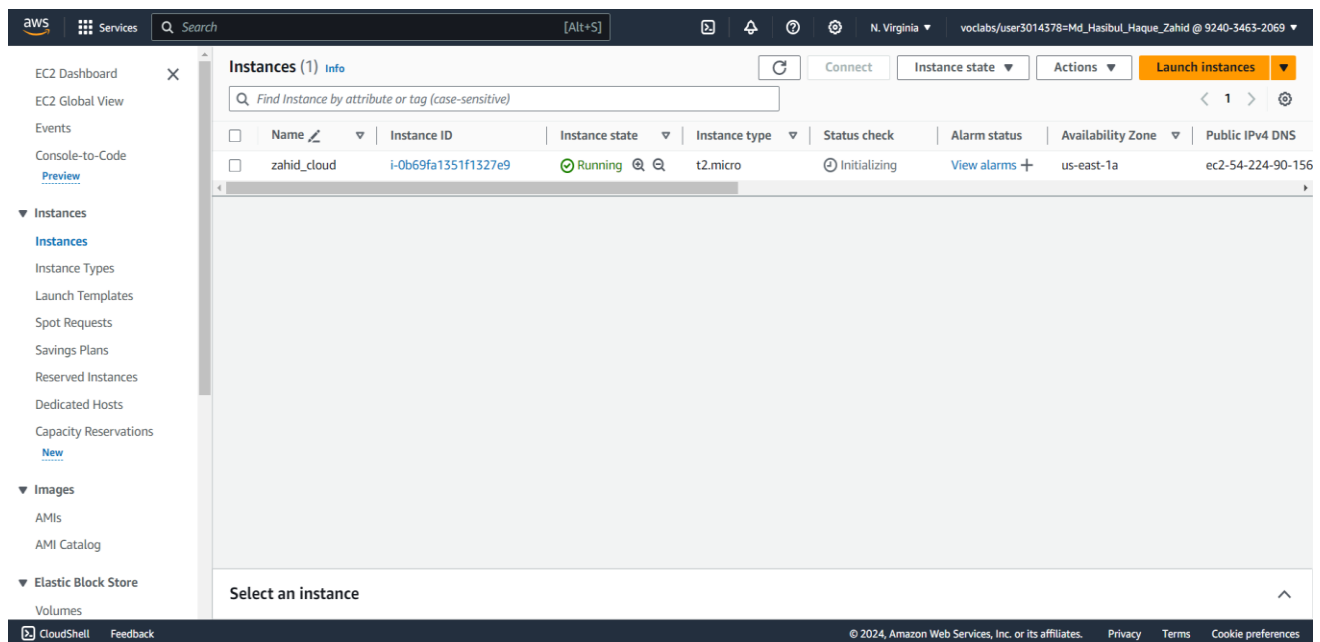 aws Services Search [Alt+S] N. Virginia voclabs/user3014378=Md_Hasibul_Haque_Zahid @ 9240-3463-2069
EC2 Dashboard
EC2 Global View
Events
Console-to-Code
Preview
Instances
Instances
Instance Types
Launch Templates
Spot Requests
Savings Plans
Reserved Instances
Dedicated Hosts
Capacity Reservations
New
Images
AMIs
AMI Catalog
Elastic Block Store
Volumes
Instances (1) Info Connect Instance state Actions Launch instances
Find Instance by attribute or tag (case-sensitive) 1
Name Instance ID Instance state Instance type Status check Alarm status Availability Zone Public IPv4 DNS
zahid_cloud i-0b69fa1351f1327e9 Running t2.micro Initializing View alarms + us-east-1a ec2-54-224-90-156
Select an instance
CloudShell Feedback © 2024, Amazon Web Services, Inc. or its affiliates. Privacy Terms Cookie preferences